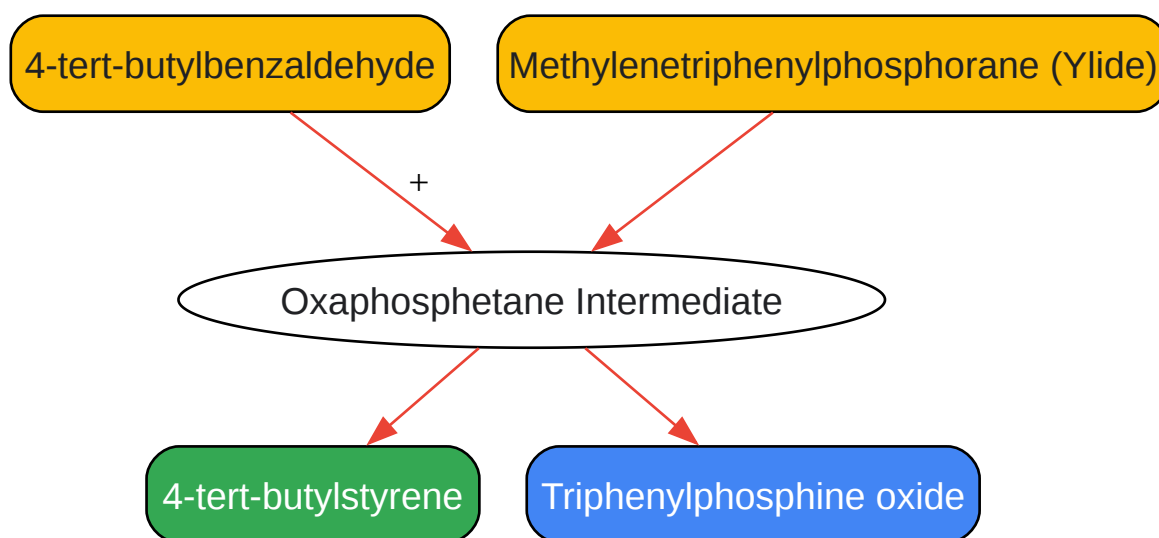 4-tert-butylbenzaldehyde
Methylenetriphenylphosphorane (Ylide)
+
Oxaphosphetane Intermediate
4-tert-butylstyrene
Triphenylphosphine oxide